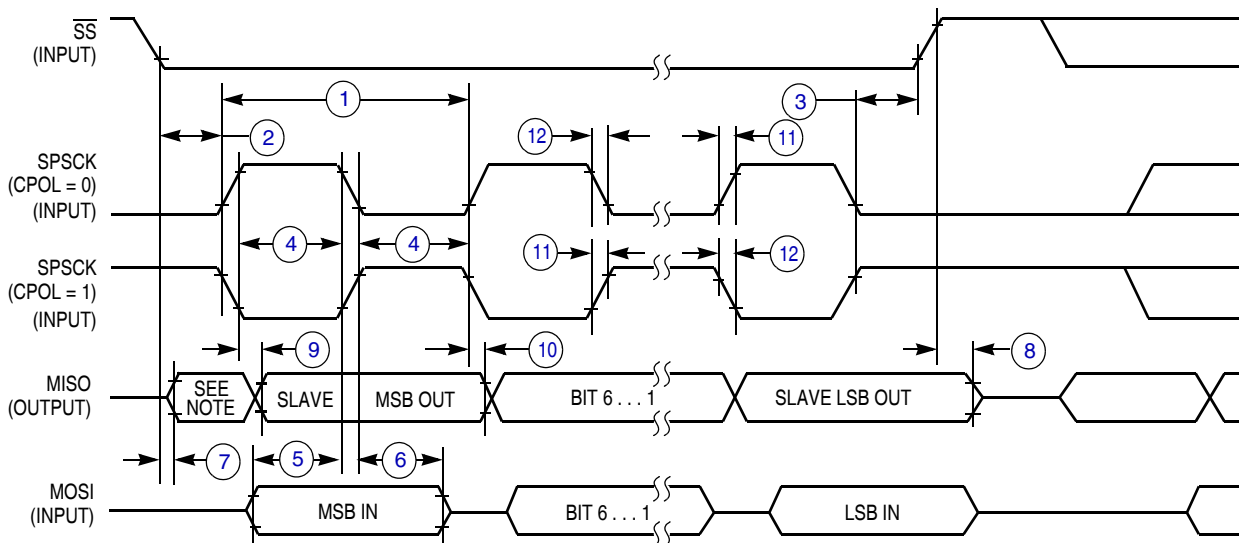 SS
(INPUT)
1
3
2
12
11
SPSCK
(CPOL = 0)
(INPUT)
4
4
11
12
SPSCK
(CPOL = 1)
(INPUT)
9
10
8
MISO
(OUTPUT)
SEE
NOTE
SLAVE
MSB OUT
BIT 6 . . . 1
SLAVE LSB OUT
7
5
6
MOSI
(INPUT)
MSB IN
BIT 6 . . . 1
LSB IN